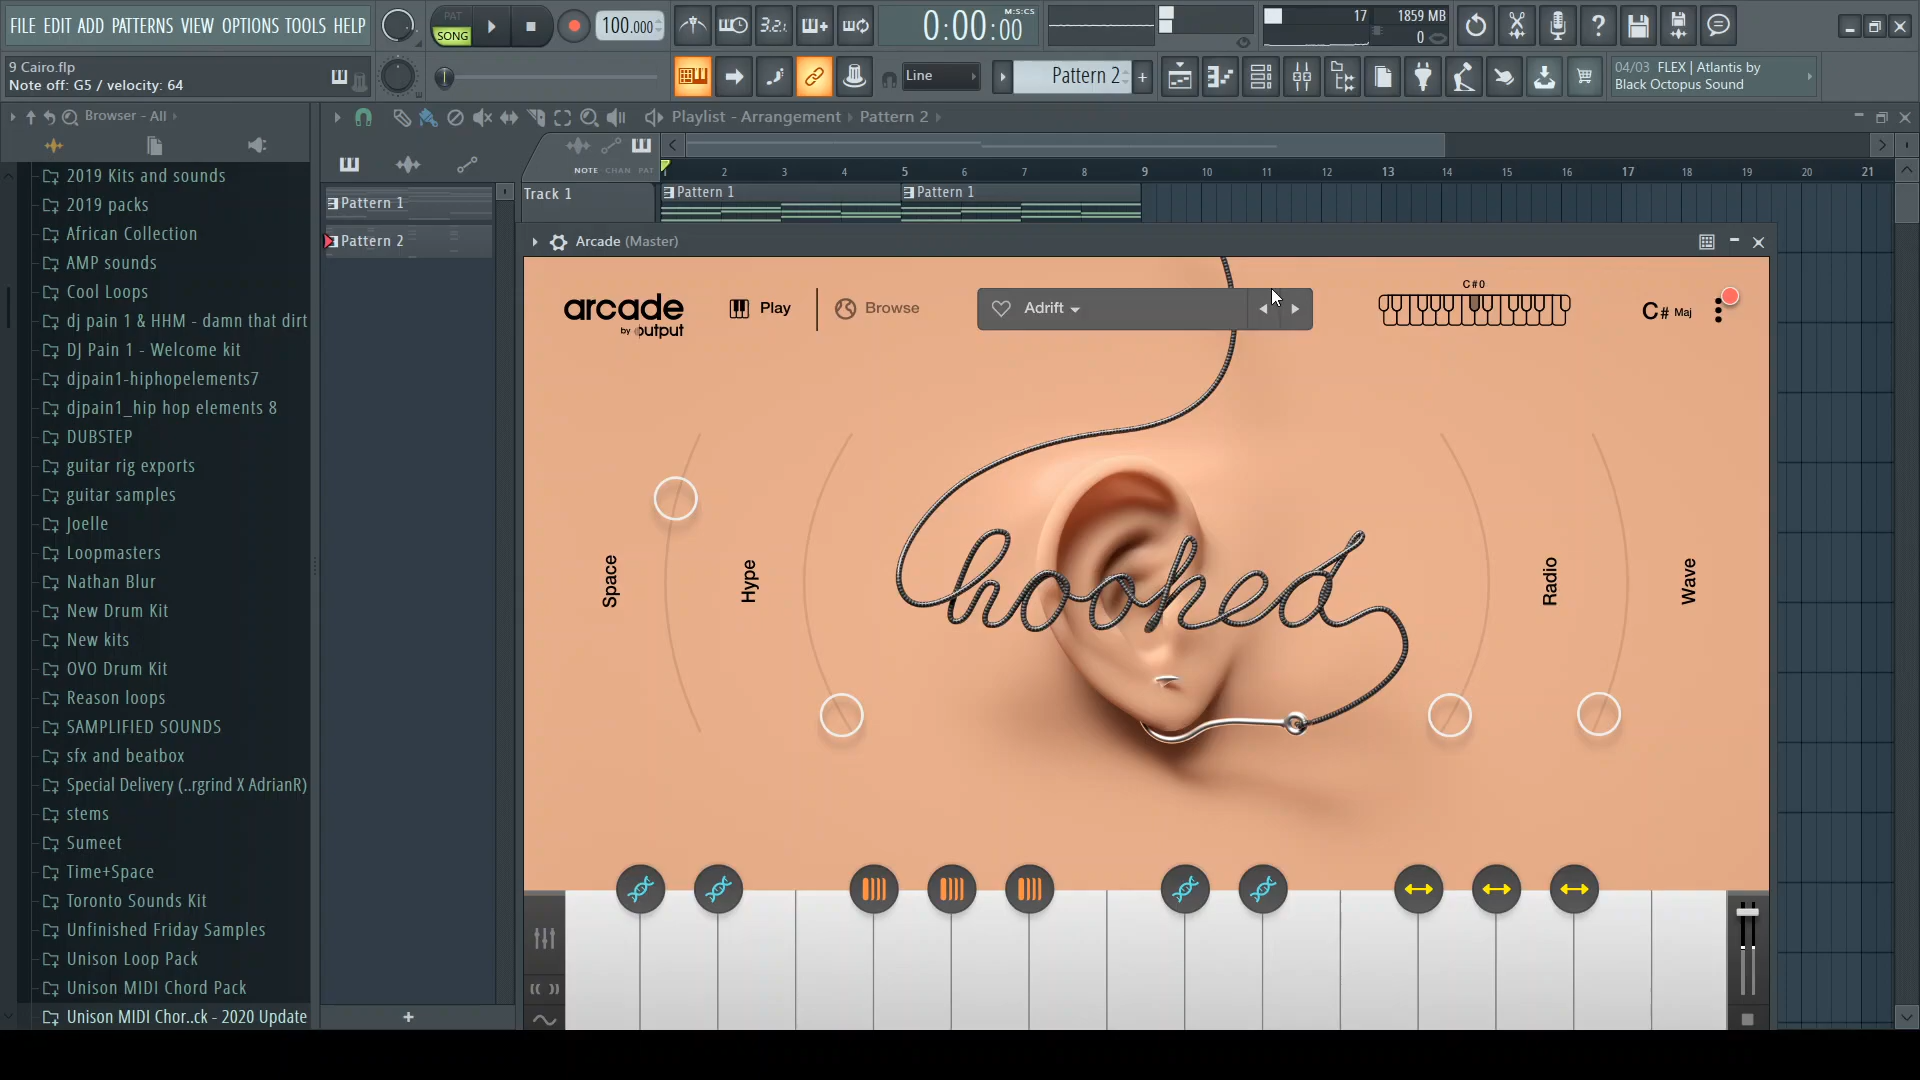 FILE EDIT ADD PATTERNS VIEW OPTIONS TOOLS HELP
PAT
SONG
100.000
3.2.
0:00:00
M:S:CS
17
1859 MB
0
9 Cairo.flp
Note off: G5 / velocity: 64
Line
Pattern 2
04/03 FLEX | Atlantis by
Black Octopus Sound
Browser - All
Playlist - Arrangement
Pattern 2
NOTE CHAN PAT
1 2 3 4 5 6 7 8 9 10 11 12 13 14 15 16 17 18 19 20 21
Track 1
Pattern 1
Pattern 1
Pattern 1
Pattern 2
2019 Kits and sounds
2019 packs
African Collection
AMP sounds
Cool Loops
dj pain 1 & HHM - damn that dirt
DJ Pain 1 - Welcome kit
djpain1-hiphopelements7
djpain1_hip hop elements 8
DUBSTEP
guitar rig exports
guitar samples
Joelle
Loopmasters
Nathan Blur
New Drum Kit
New kits
OVO Drum Kit
Reason loops
SAMPLIFIED SOUNDS
sfx and beatbox
Special Delivery (..rgrind X AdrianR)
stems
Sumeet
Time+Space
Toronto Sounds Kit
Unfinished Friday Samples
Unison Loop Pack
Unison MIDI Chord Pack
Unison MIDI Chor..ck - 2020 Update
Arcade (Master)
arcade
by output
Play
Browse
Adrift
C#0
C# Maj
Space
Hype
hooked
Radio
Wave